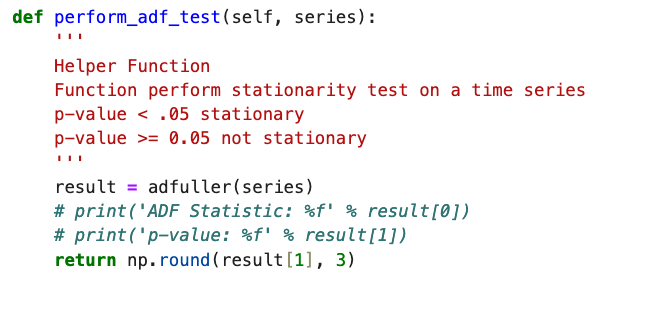 def perform_adf_test(self, series):
    '''
    Helper Function
    Function perform stationarity test on a time series
    p-value < .05 stationary
    p-value >= 0.05 not stationary
    '''
    result = adfuller(series)
    # print('ADF Statistic: %f' % result[0])
    # print('p-value: %f' % result[1])
    return np.round(result[1], 3)